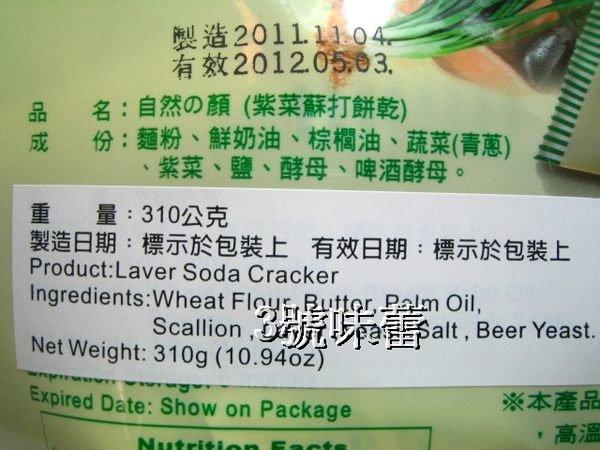 製造2011.11.04.
有效2012.05.03.
品 名：自然の顏 (紫菜蘇打餅乾)
成 份：麵粉、鮮奶油、棕櫚油、蔬菜(青蔥)
、紫菜、鹽、酵母、啤酒酵母。
重 量：310公克
製造日期：標示於包裝上 有效日期：標示於包裝上
Product:Laver Soda Cracker
Ingredients:Wheat Flour, Buttor, Palm Oil,
Scallion , Salt , Beer Yeast.
3號味蕾
Net Weight: 310g (10.94oz)
Expired Date: Show on Package
※本產品
，高溫
Nutrition Facts